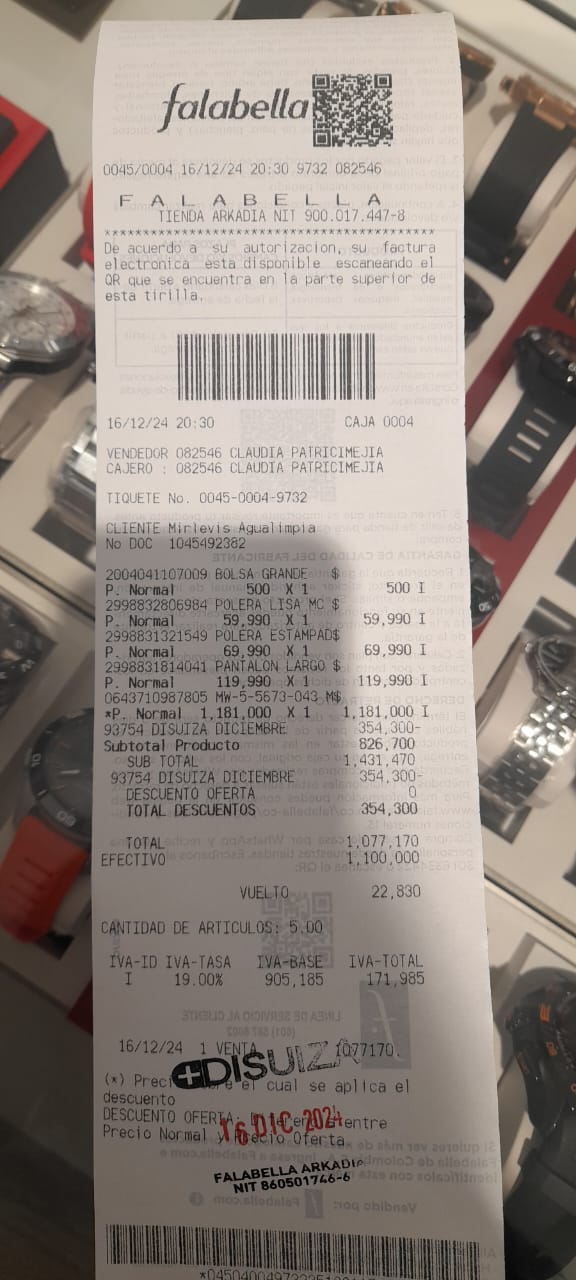 falabella
0045/0004 16/12/24 20:30 9732 082546
F A L A B E L L A
TIENDA ARKADIA NIT 900.017.447-8
******************************************
De acuerdo a su autorizacion, su factura
electronica esta disponible escaneando el
QR que se encuentra en la parte superior de
esta tirilla.
16/12/24 20:30 CAJA 0004
VENDEDOR 082546 CLAUDIA PATRICIMEJIA
CAJERO : 082546 CLAUDIA PATRICIMEJIA
TIQUETE No. 0045-0004-9732
CLIENTE Mirlevis Agualimpia
No DOC 1045492382
2004041107009 BOLSA GRANDE $
P. Normal 500 X 1 500 I
2998832806984 POLERA LISA MC $
P. Normal 59,990 X 1 59,990 I
2998831321549 POLERA ESTAMPAD$
P. Normal 69,990 X 1 69,990 I
2998831814041 PANTALON LARGO $
P. Normal 119,990 X 1 119,990 I
0643710987805 MW-5-5673-043 M$
*P. Normal 1,181,000 X 1 1,181,000 I
93754 DISUIZA DICIEMBRE 354,300-
Subtotal Producto 826,700
SUB TOTAL 1,431,470
93754 DISUIZA DICIEMBRE 354,300-
DESCUENTO OFERTA 0
TOTAL DESCUENTOS 354,300
TOTAL 1,077,170
EFECTIVO 1,100,000
VUELTO 22,830
CANTIDAD DE ARTICULOS: 5.00
IVA-ID IVA-TASA IVA-BASE IVA-TOTAL
I 19.00% 905,185 171,985
16/12/24 1 VENTA 1077170.
DISUIZA
(*) Preci el cual se aplica el
descuento
DESCUENTO OFERTA: entre
16 DIC 2024
Precio Normal y Precio Oferta.
FALABELLA ARKADIA
NIT 860501746-6